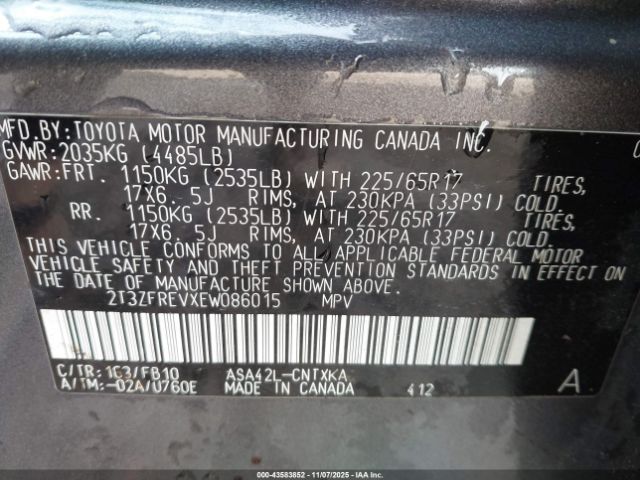 MFD.BY:TOYOTA MOTOR MANUFACTURING CANADA INC.
GVWR:2035KG (4485LB)
GAWR:FRT. 1150KG (2535LB) WITH 225/65R17 TIRES,
17X6.5J RIMS, AT 230KPA (33PSI) COLD.
RR. 1150KG (2535LB) WITH 225/65R17 TIRES,
17X6.5J RIMS, AT 230KPA (33PSI) COLD.
THIS VEHICLE CONFORMS TO ALL APPLICABLE FEDERAL MOTOR
VEHICLE SAFETY AND THEFT PREVENTION STANDARDS IN EFFECT ON
THE DATE OF MANUFACTURE SHOWN ABOVE.
2T3ZFREVXEW086015 MPV
C/TR:1G3/FB10 ASA42L-CNTXKA
A/TM:-02A/U760E MADE IN CANADA 412 A
000-43583852 | 11/07/2025 - IAAI.COM